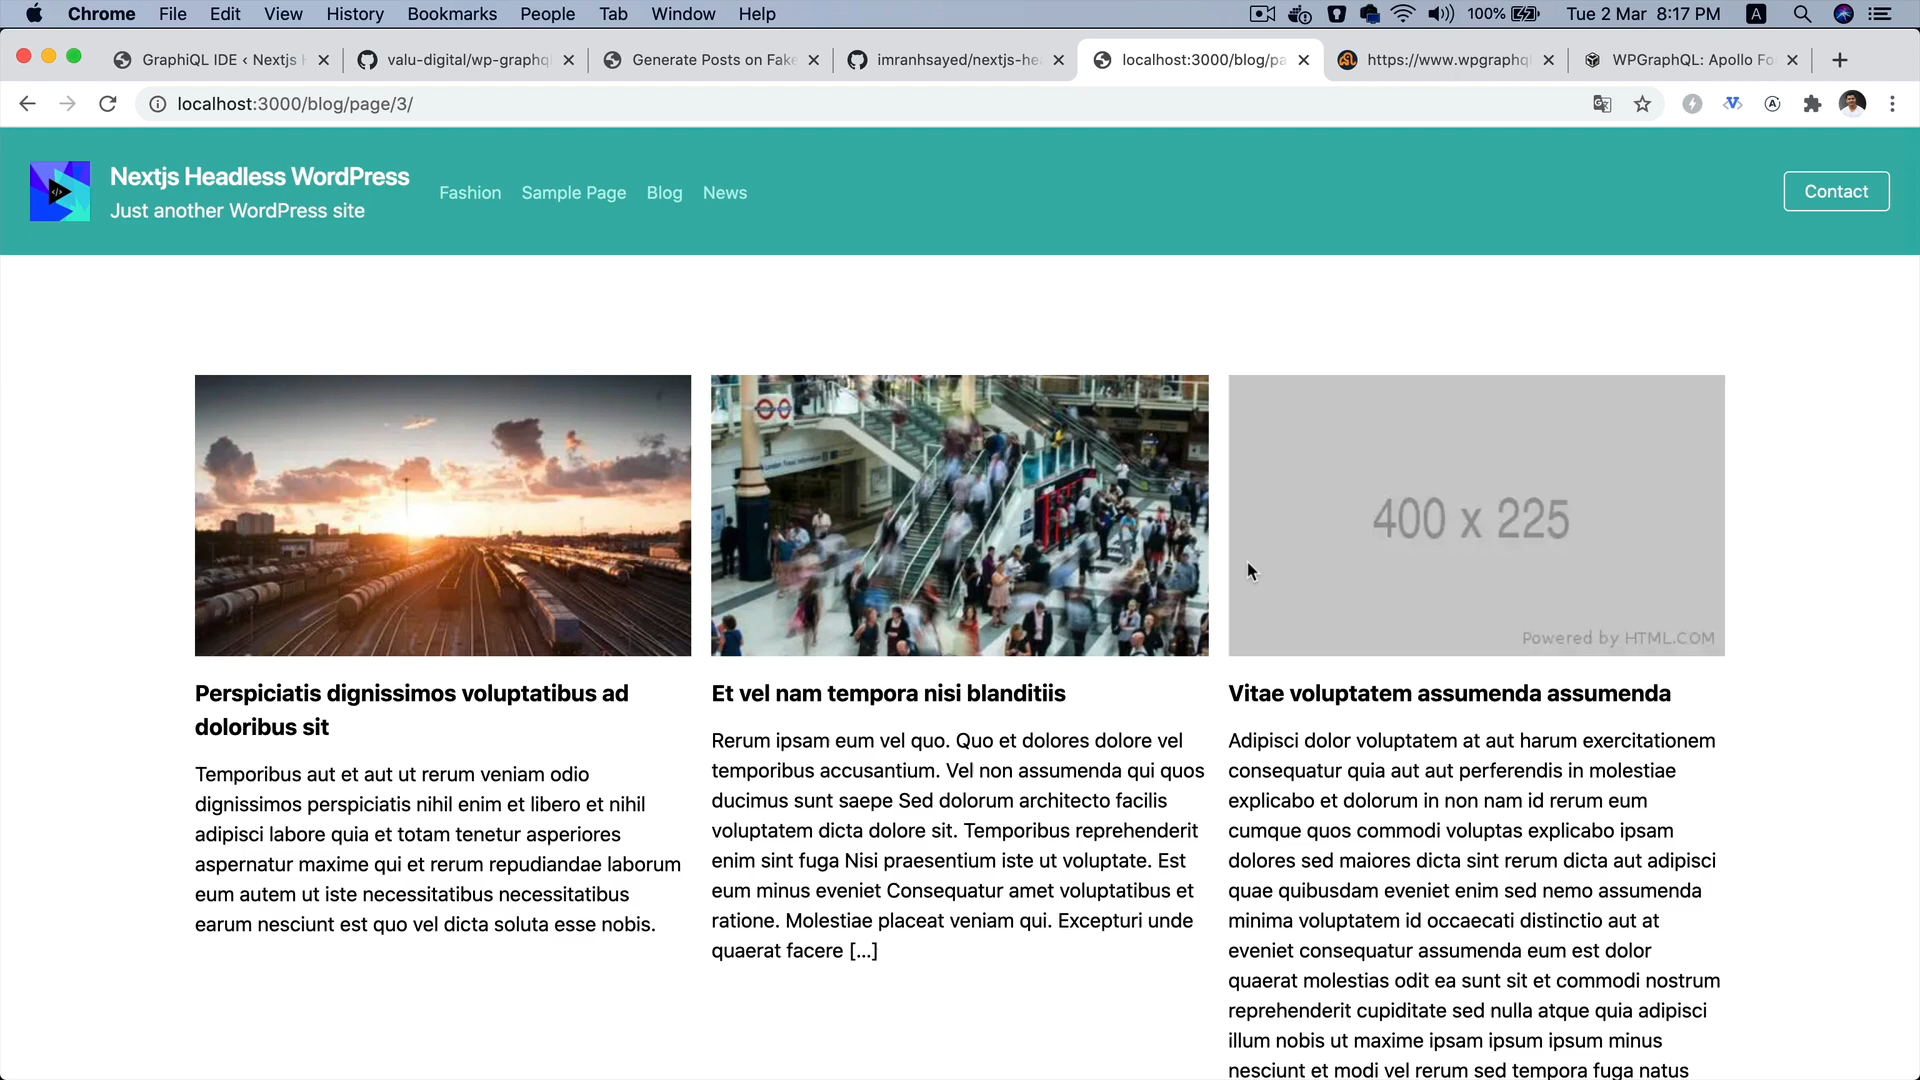 Chrome File Edit View History Bookmarks People Tab Window Help 100% Tue 2 Mar 8:17 PM A
GraphiQL IDE ‹ Nextjs valu-digital/wp-graphql Generate Posts on Fake imranhsayed/nextjs-he localhost:3000/blog/pa https://www.wpgraphql WPGraphQL: Apollo Fo
localhost:3000/blog/page/3/
Nextjs Headless WordPress
Just another WordPress site
Fashion Sample Page Blog News
Contact
400 x 225
Powered by HTML.COM
Perspiciatis dignissimos voluptatibus ad
doloribus sit
Temporibus aut et aut ut rerum veniam odio
dignissimos perspiciatis nihil enim et libero et nihil
adipisci labore quia et totam tenetur asperiores
aspernatur maxime qui et rerum repudiandae laborum
eum autem ut iste necessitatibus necessitatibus
earum nesciunt est quo vel dicta soluta esse nobis.
Et vel nam tempora nisi blanditiis
Rerum ipsam eum vel quo. Quo et dolores dolore vel
temporibus accusantium. Vel non assumenda qui quos
ducimus sunt saepe Sed dolorum architecto facilis
voluptatem dicta dolore sit. Temporibus reprehenderit
enim sint fuga Nisi praesentium iste ut voluptate. Est
eum minus eveniet Consequatur amet voluptatibus et
ratione. Molestiae placeat veniam qui. Excepturi unde
quaerat facere [...]
Vitae voluptatem assumenda assumenda
Adipisci dolor voluptatem at aut harum exercitationem
consequatur quia aut aut perferendis in molestiae
explicabo et dolorum in non nam id rerum eum
cumque quos commodi voluptas explicabo ipsam
dolores sed maiores dicta sint rerum dicta aut adipisci
quae quibusdam eveniet enim sed nemo assumenda
minima voluptatem id occaecati distinctio aut at
eveniet consequatur assumenda eum est dolor
quaerat molestias odit ea sunt sit et commodi nostrum
reprehenderit cupiditate sed nulla atque quia adipisci
illum nobis ut maxime ipsam ipsum ipsum minus
nesciunt et modi vel rerum sed tempora fuga natus